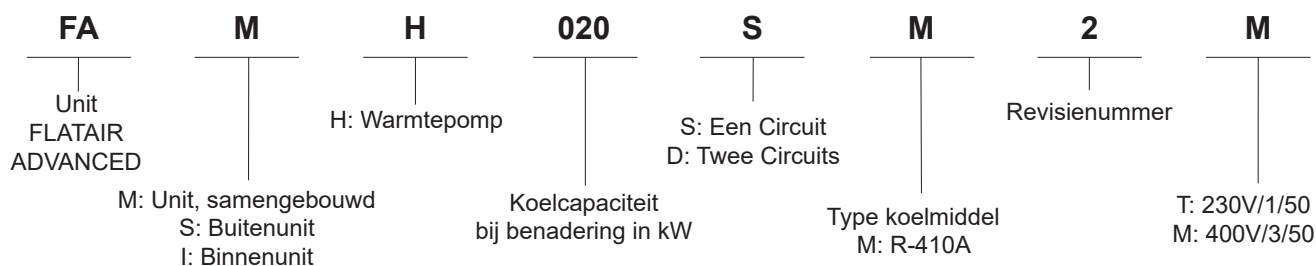 FA M H 020 S M 2 M
Unit
FLATAIR
ADVANCED
M: Unit, samengebouwd
S: Buitenunit
I: Binnenunit
H: Warmtepomp
Koelcapaciteit
bij benadering in kW
S: Een Circuit
D: Twee Circuits
Type koelmiddel
M: R-410A
Revisienummer
T: 230V/1/50
M: 400V/3/50